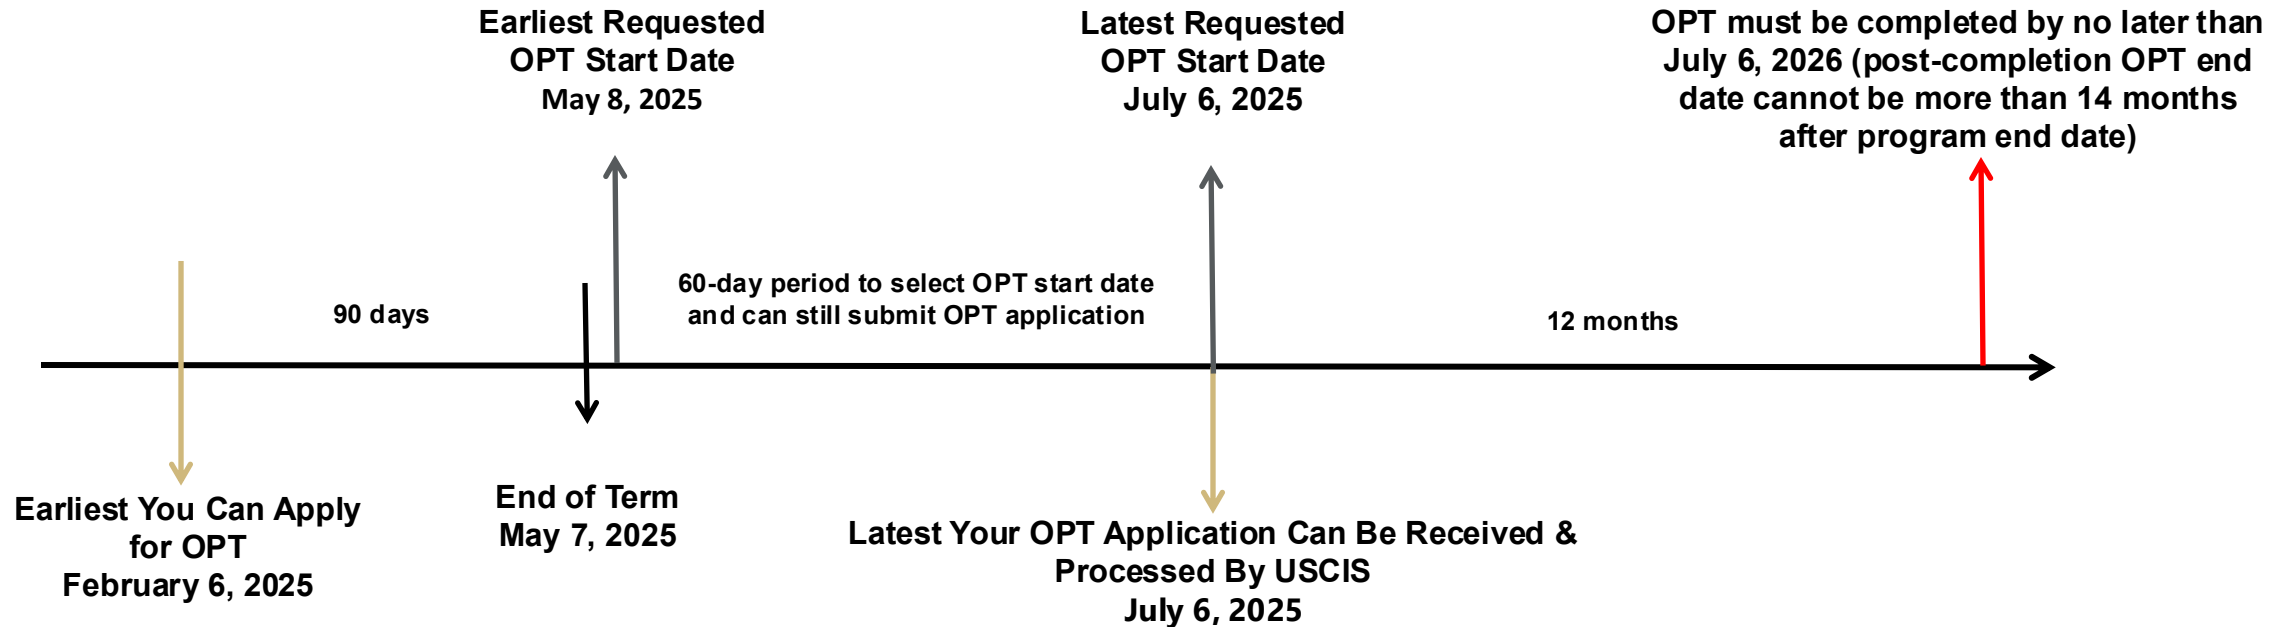 Earliest Requested
OPT Start Date
May 8, 2025
Latest Requested
OPT Start Date
July 6, 2025
OPT must be completed by no later than
July 6, 2026 (post-completion OPT end
date cannot be more than 14 months
after program end date)
90 days
60-day period to select OPT start date
and can still submit OPT application
12 months
Earliest You Can Apply
for OPT
February 6, 2025
End of Term
May 7, 2025
Latest Your OPT Application Can Be Received &
Processed By USCIS
July 6, 2025